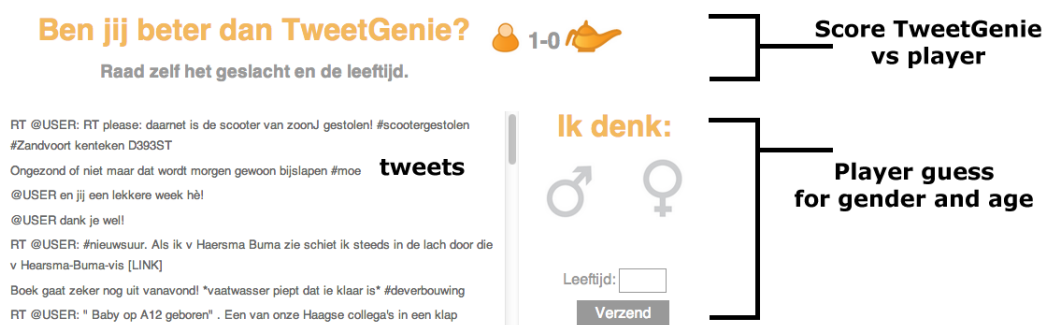 Ben jij beter dan TweetGenie? 1-0
Raad zelf het geslacht en de leeftijd.
Score TweetGenie
vs player
RT @USER: RT please: daarnet is de scooter van zoonJ gestolen! #scootergestolen
#Zandvoort kenteken D393ST
Ongezond of niet maar dat wordt morgen gewoon bijslapen #moe
@USER en jij een lekkere week hè!
@USER dank je wel!
RT @USER: #nieuwsuur. Als ik v Haersma Buma zie schiet ik steeds in de lach door die
v Hearsma-Buma-vis [LINK]
Boek gaat zeker nog uit vanavond! *vaatwasser piept dat ie klaar is* #deverbouwing
RT @USER: " Baby op A12 geboren" . Een van onze Haagse collega's in een klap
tweets
Ik denk:
Leeftijd:
Verzend
Player guess
for gender and age